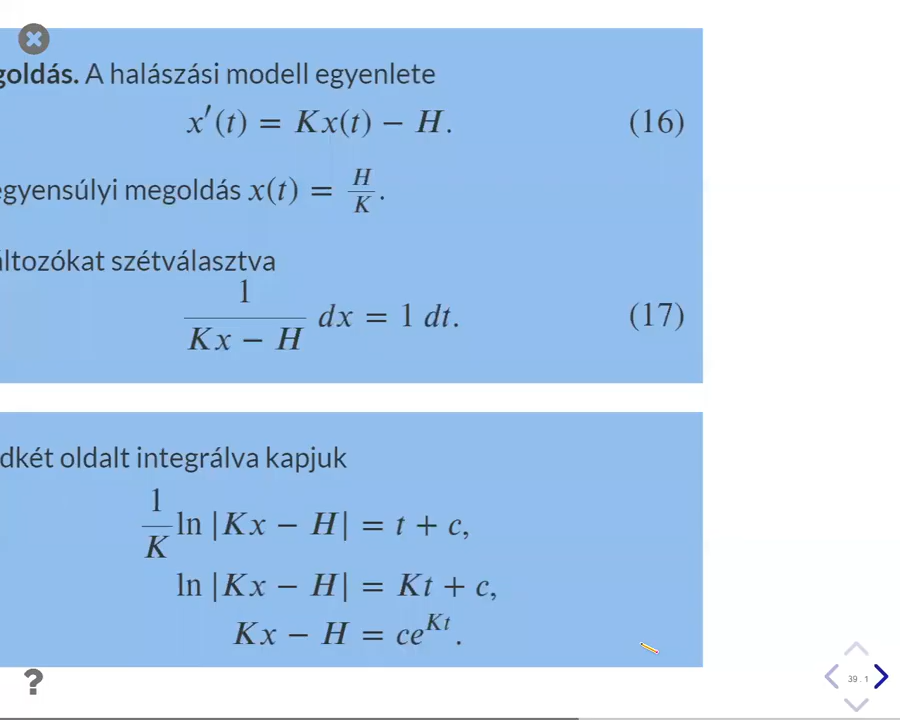 goldás. A halászási modell egyenlete
x′(t) = Kx(t) − H. (16)
egyensúlyi megoldás x(t) = H/K.
áltozókat szétválasztva
1/(Kx − H) dx = 1 dt. (17)
dkét oldalt integrálva kapjuk
1/K ln |Kx − H| = t + c,
ln |Kx − H| = Kt + c,
Kx − H = ce^{Kt}.
?
39 . 1